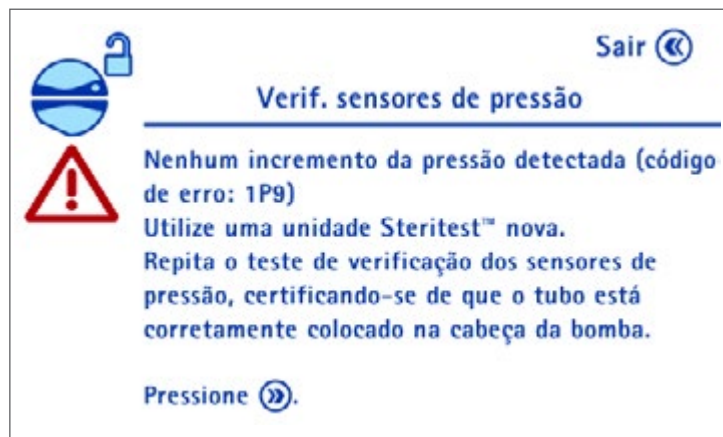 Sair
Verif. sensores de pressão
Nenhum incremento da pressão detectada (código
de erro: 1P9)
Utilize uma unidade Steritest™ nova.
Repita o teste de verificação dos sensores de
pressão, certificando-se de que o tubo está
corretamente colocado na cabeça da bomba.
Pressione .